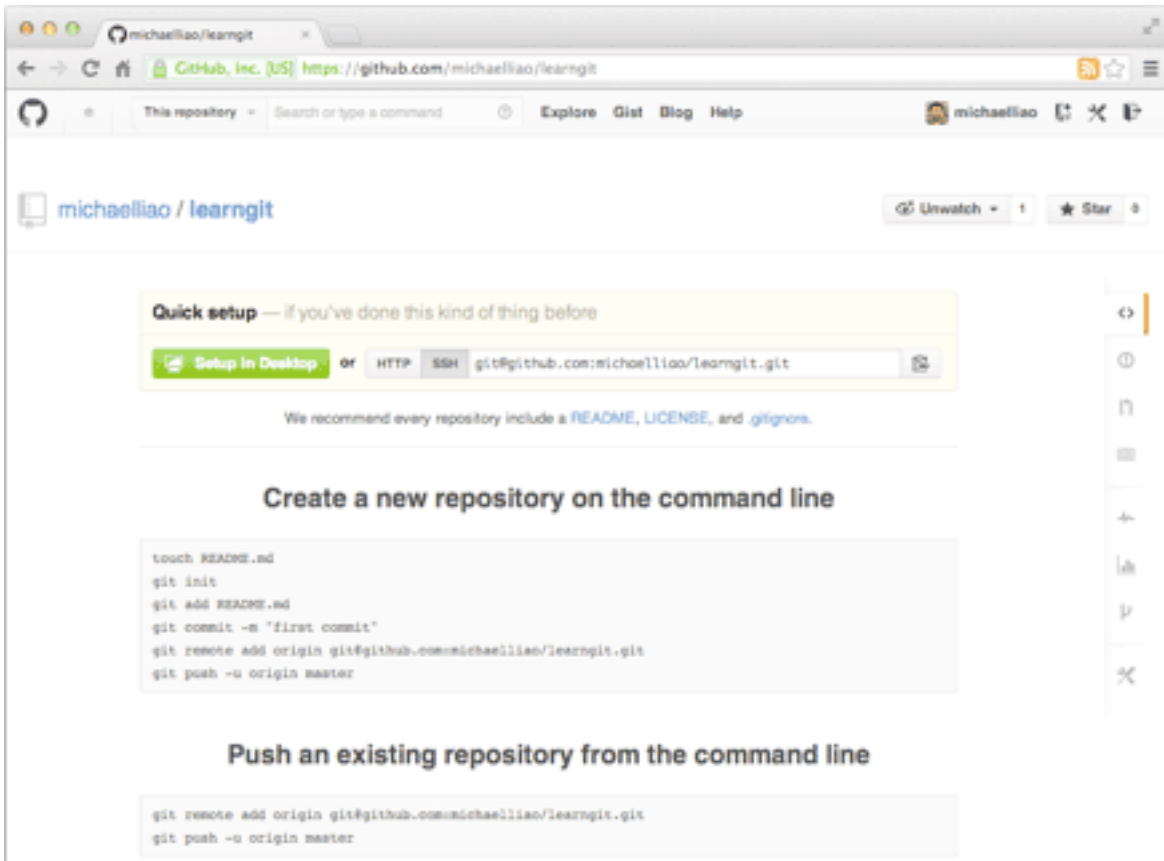 michaelliao/learngit
GitHub, Inc. [US] https://github.com/michaelliao/learngit
This repository Search or type a command Explore Gist Blog Help michaelliao
michaelliao / learngit Unwatch 1 Star 0
Quick setup — if you've done this kind of thing before
Setup in Desktop or HTTP SSH git@github.com:michaelliao/learngit.git
We recommend every repository include a README, LICENSE, and .gitignore.
Create a new repository on the command line
touch README.md
git init
git add README.md
git commit -m "first commit"
git remote add origin git@github.com:michaelliao/learngit.git
git push -u origin master
Push an existing repository from the command line
git remote add origin git@github.com:michaelliao/learngit.git
git push -u origin master